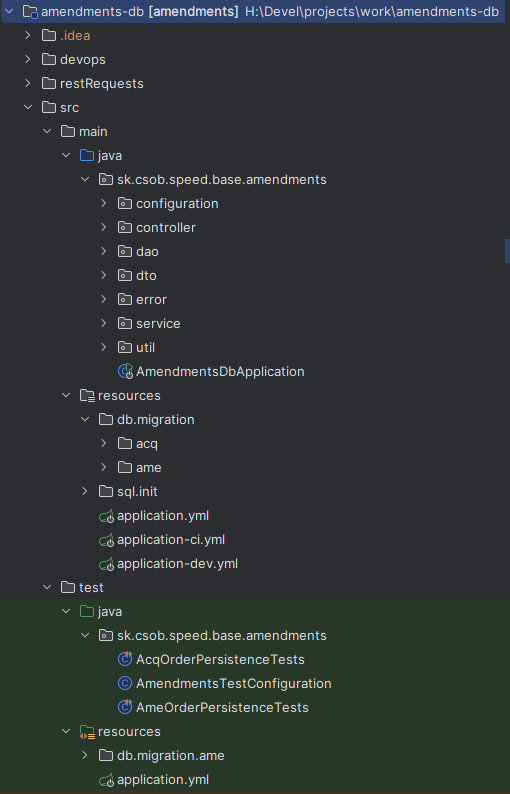 amendments-db [amendments] H:\Devel\projects\work\amendments-db
.idea
devops
restRequests
src
main
java
sk.csob.speed.base.amendments
configuration
controller
dao
dto
error
service
util
AmendmentsDbApplication
resources
db.migration
acq
ame
sql.init
application.yml
application-ci.yml
application-dev.yml
test
java
sk.csob.speed.base.amendments
AcqOrderPersistenceTests
AmendmentsTestConfiguration
AmeOrderPersistenceTests
resources
db.migration.ame
application.yml